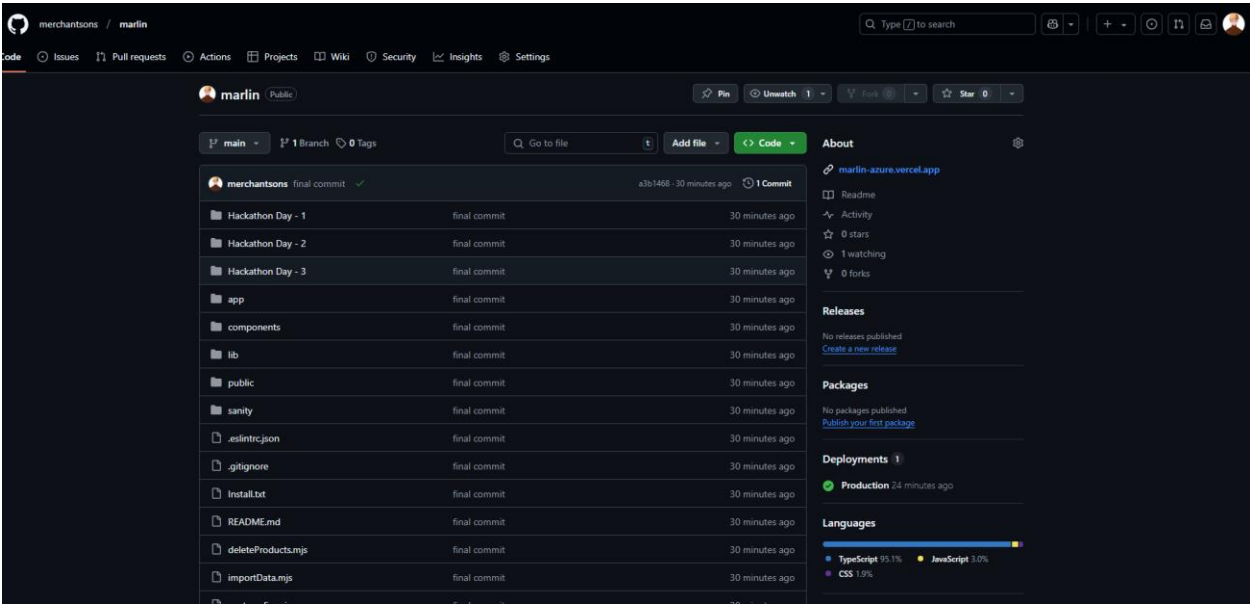 merchantsons / marlin
Type / to search
Code Issues Pull requests Actions Projects Wiki Security Insights Settings
marlin Public
Pin Unwatch 1 Fork 0 Star 0
main 1 Branch 0 Tags Go to file t Add file Code
merchantsons final commit a3b1468 · 30 minutes ago 1 Commit
Hackathon Day - 1 final commit 30 minutes ago
Hackathon Day - 2 final commit 30 minutes ago
Hackathon Day - 3 final commit 30 minutes ago
app final commit 30 minutes ago
components final commit 30 minutes ago
lib final commit 30 minutes ago
public final commit 30 minutes ago
sanity final commit 30 minutes ago
.eslintrc.json final commit 30 minutes ago
.gitignore final commit 30 minutes ago
Install.txt final commit 30 minutes ago
README.md final commit 30 minutes ago
deleteProducts.mjs final commit 30 minutes ago
importData.mjs final commit 30 minutes ago
About
marlin-azure.vercel.app
Readme
Activity
0 stars
1 watching
0 forks
Releases
No releases published
Create a new release
Packages
No packages published
Publish your first package
Deployments 1
Production 24 minutes ago
Languages
TypeScript 95.1% JavaScript 3.0%
CSS 1.9%